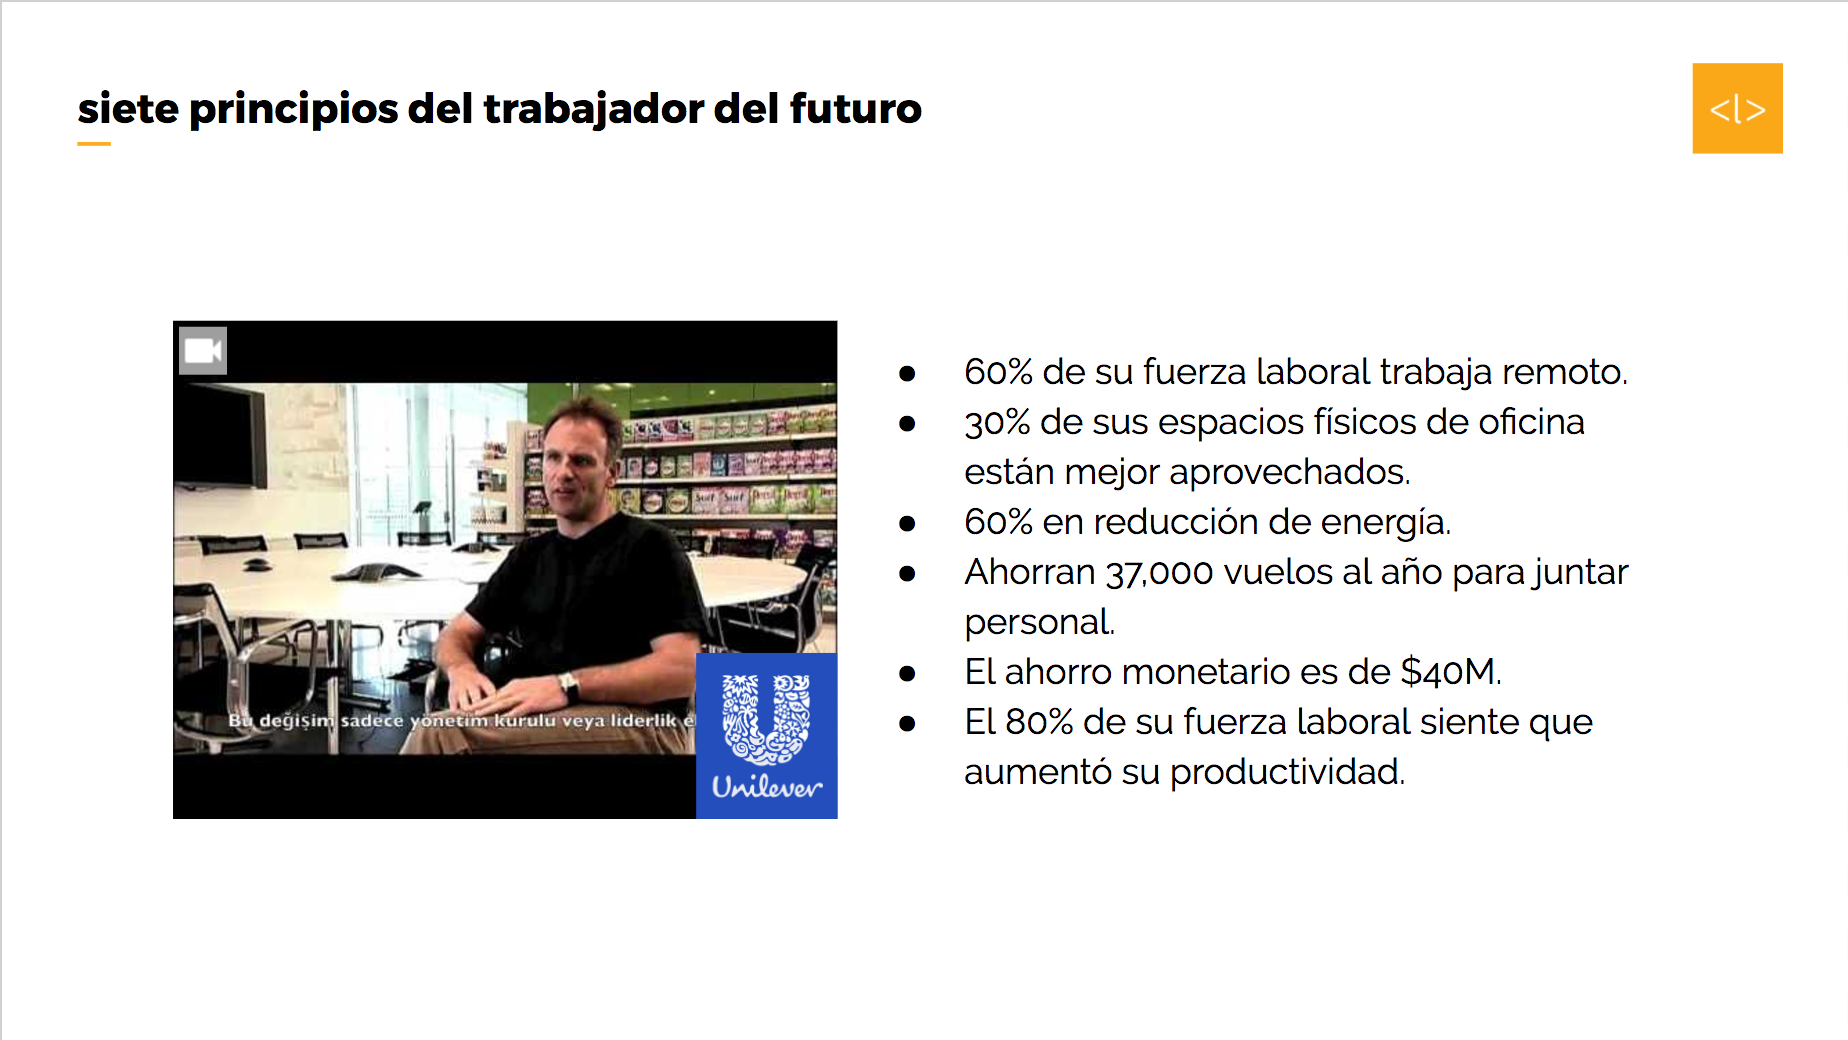 siete principios del trabajador del futuro
<l>
● 60% de su fuerza laboral trabaja remoto.
● 30% de sus espacios físicos de oficina
están mejor aprovechados.
● 60% en reducción de energía.
● Ahorran 37,000 vuelos al año para juntar
personal.
● El ahorro monetario es de $40M.
● El 80% de su fuerza laboral siente que
aumentó su productividad.
Surf Surf
Bu değişim sadece yönetim kurulu veya liderlik
Unilever